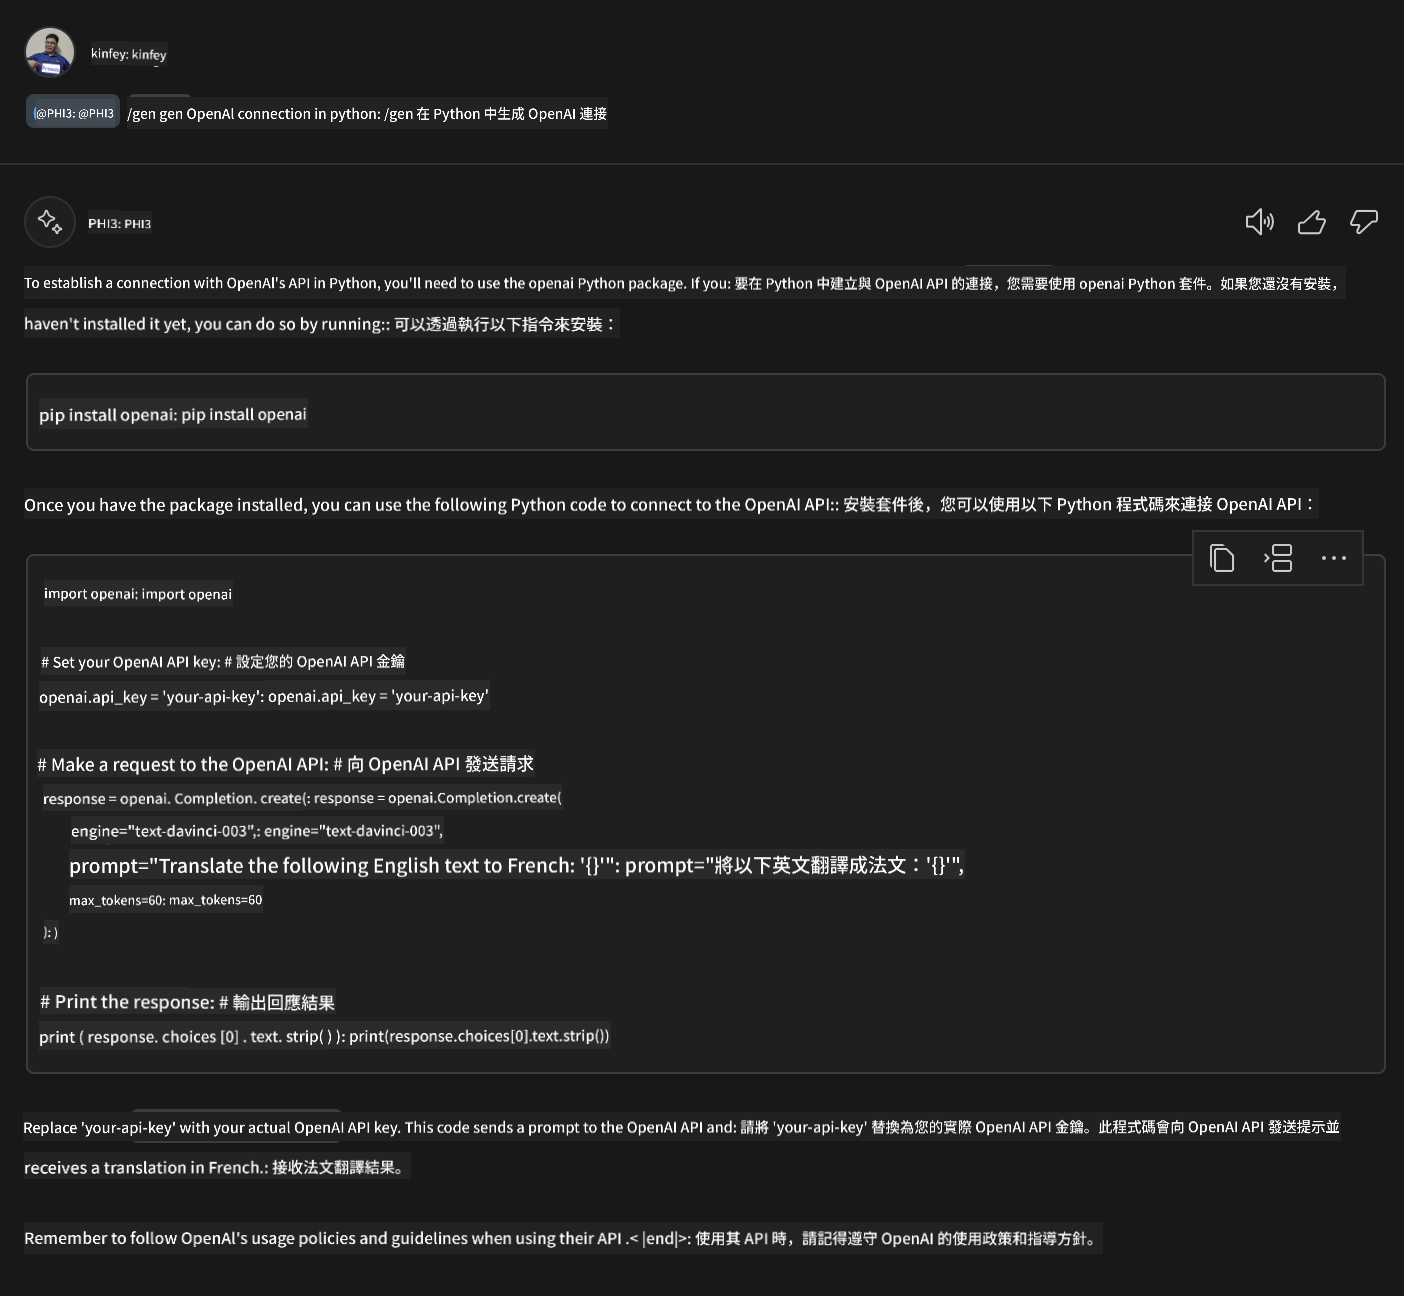 kinfey: kinfey
@PHI3: @PHI3 /gen gen OpenAI connection in python: /gen 在 Python 中生成 OpenAI 連接
PHI3: PHI3
To establish a connection with OpenAI's API in Python, you'll need to use the openai Python package. If you: 要在 Python 中建立與 OpenAI API 的連接，您需要使用 openai Python 套件。如果您還沒有安裝，
haven't installed it yet, you can do so by running:: 可以透過執行以下指令來安裝：
pip install openai: pip install openai
Once you have the package installed, you can use the following Python code to connect to the OpenAI API:: 安裝套件後，您可以使用以下 Python 程式碼來連接 OpenAI API：
import openai: import openai
# Set your OpenAI API key: # 設定您的 OpenAI API 金鑰
openai.api_key = 'your-api-key': openai.api_key = 'your-api-key'
# Make a request to the OpenAI API: # 向 OpenAI API 發送請求
response = openai. Completion. create(: response = openai.Completion.create(
engine="text-davinci-003",: engine="text-davinci-003",
prompt="Translate the following English text to French: '{}'": prompt="將以下英文翻譯成法文：'{}'",
max_tokens=60: max_tokens=60
): )
# Print the response: # 輸出回應結果
print ( response. choices [0] . text. strip( ) ): print(response.choices[0].text.strip())
Replace 'your-api-key' with your actual OpenAI API key. This code sends a prompt to the OpenAI API and: 請將 'your-api-key' 替換為您的實際 OpenAI API 金鑰。此程式碼會向 OpenAI API 發送提示並
receives a translation in French.: 接收法文翻譯結果。
Remember to follow OpenAI's usage policies and guidelines when using their API .< |end|>: 使用其 API 時，請記得遵守 OpenAI 的使用政策和指導方針。